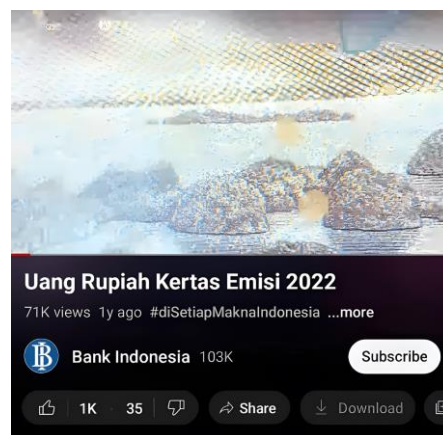 Uang Rupiah Kertas Emisi 2022
71K views 1y ago #diSetiapMaknaIndonesia ...more
Bank Indonesia 103K Subscribe
1K 35 Share Download